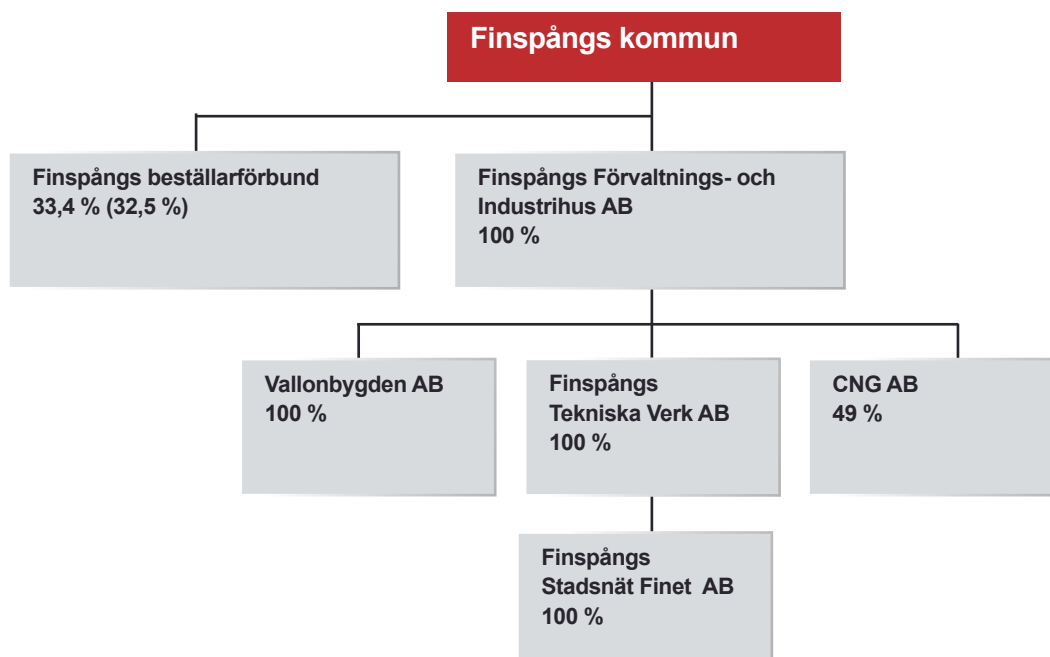 Finspångs kommun
Finspångs beställarförbund
33,4 % (32,5 %)
Finspångs Förvaltnings- och
Industrihus AB
100 %
Vallonbygden AB
100 %
Finspångs
Tekniska Verk AB
100 %
CNG AB
49 %
Finspångs
Stadsnät Finet AB
100 %